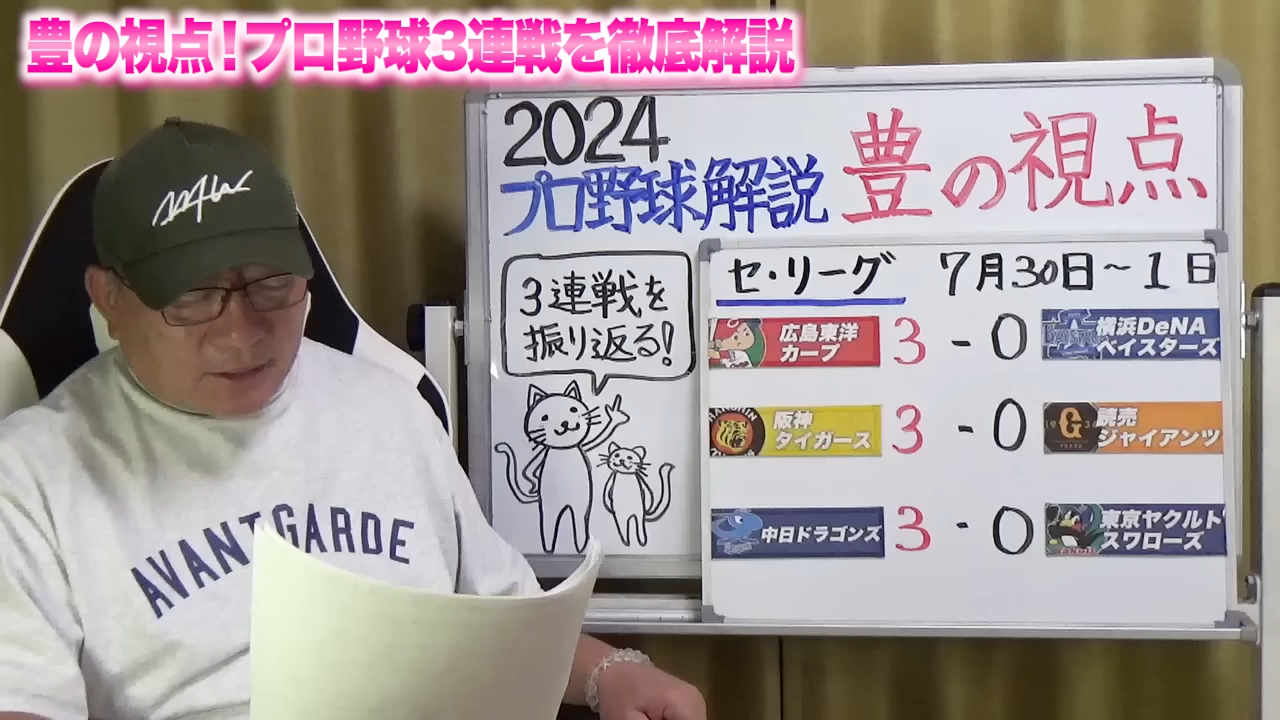 豊の視点！プロ野球3連戦を徹底解説
2024
プロ野球解説 豊の視点
3連戦を
振り返る！
セ・リーグ 7月30日～1日
広島東洋
カープ
3 - 0
横浜DeNA
ベイスターズ
阪神
タイガース
3 - 0
G
読売
ジャイアンツ
中日ドラゴンズ
3 - 0
東京ヤクルト
スワローズ
AVANTGARDE